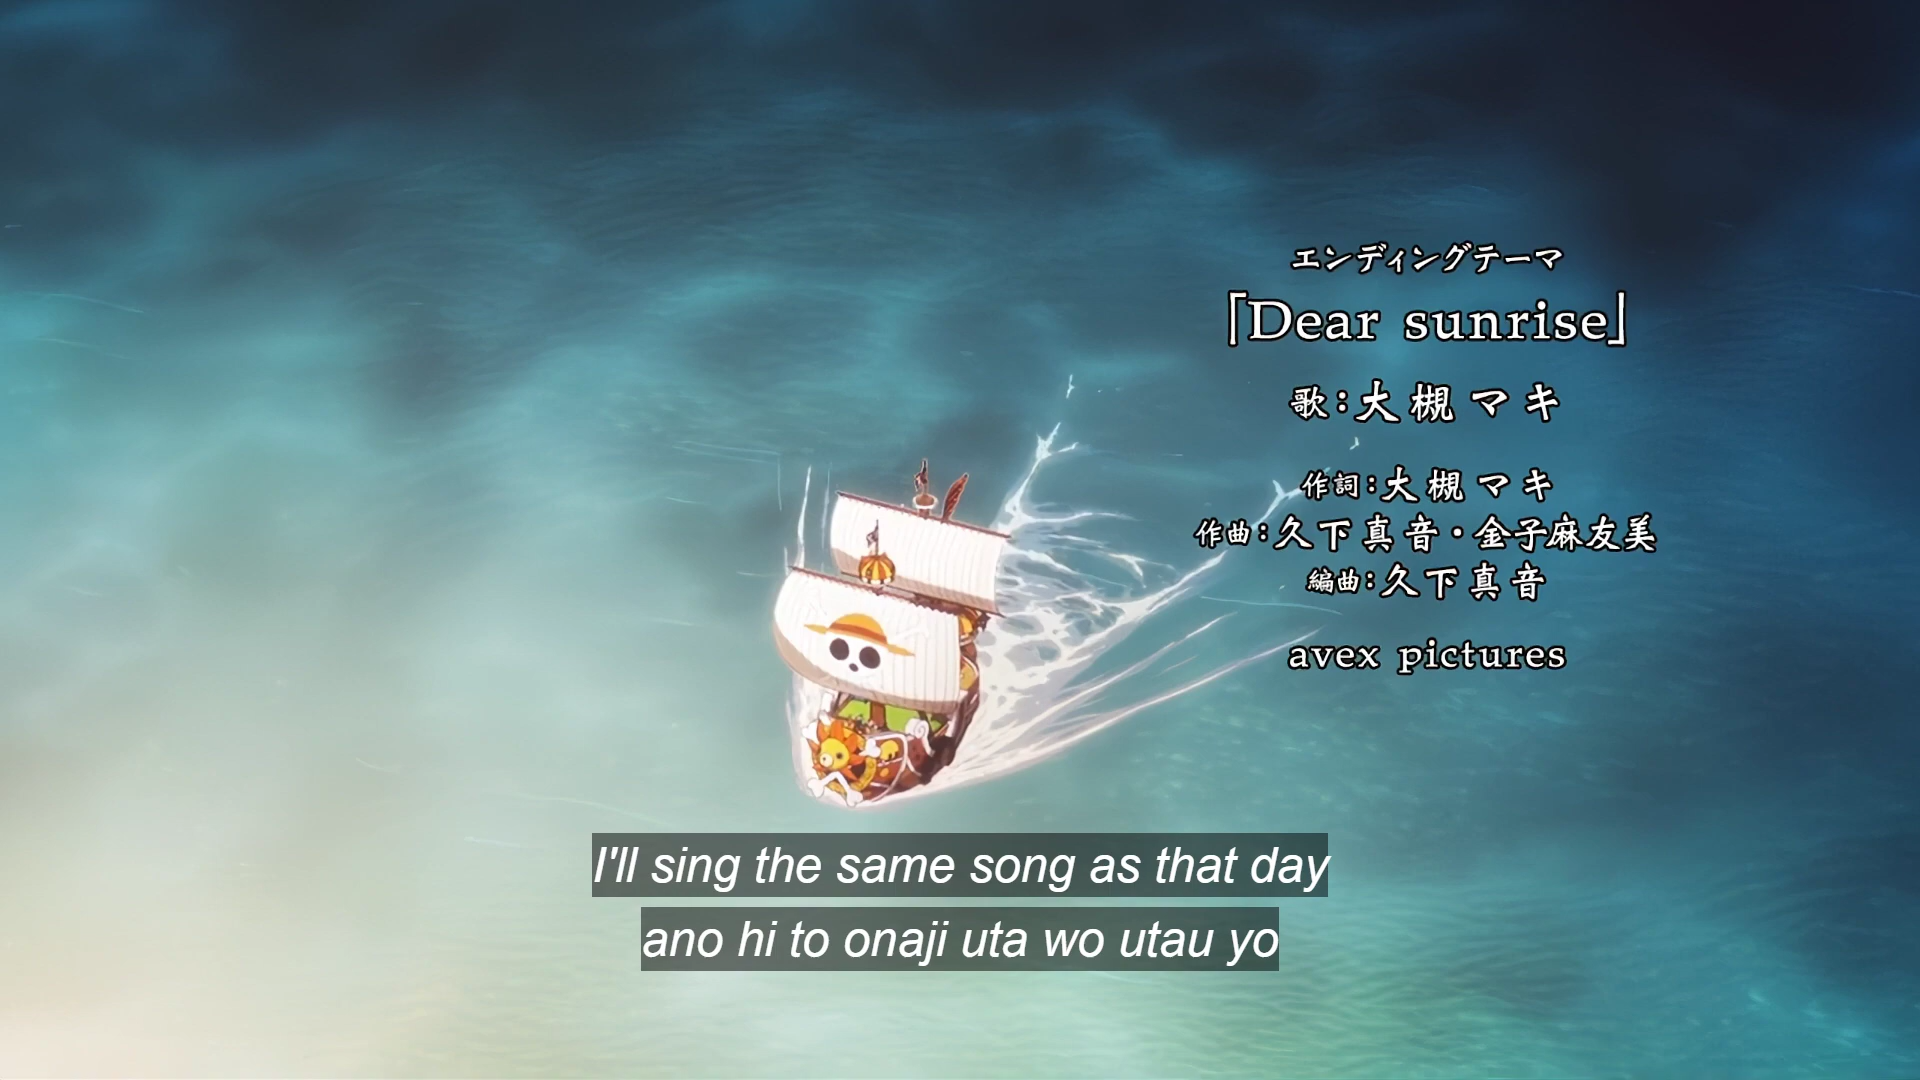 エンディングテーマ
「Dear sunrise」
歌:大槻マキ
作詞:大槻マキ
作曲:久下真音・金子麻友美
編曲:久下真音
avex pictures
I'll sing the same song as that day
ano hi to onaji uta wo utau yo